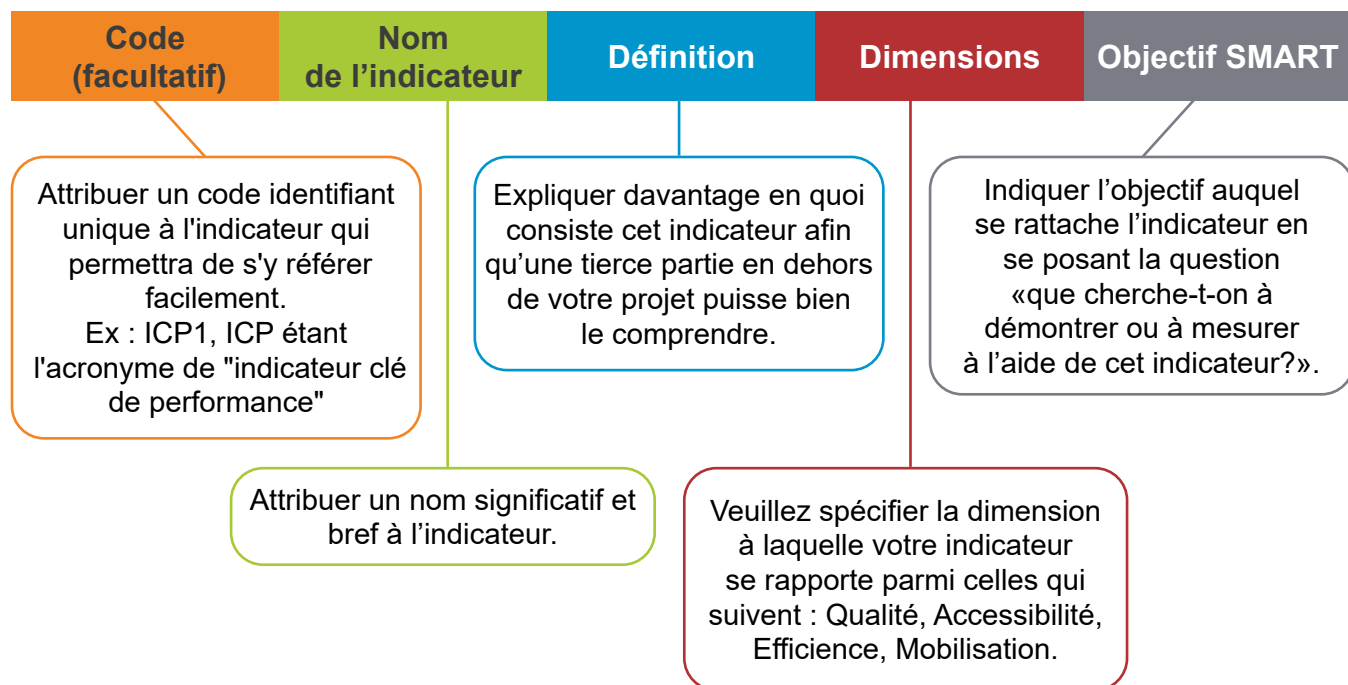 Code
(facultatif)
Nom
de l’indicateur
Définition
Dimensions
Objectif SMART
Attribuer un code identifiant
unique à l'indicateur qui
permettra de s'y référer
facilement.
Ex : ICP1, ICP étant
l'acronyme de "indicateur clé
de performance"
Expliquer davantage en quoi
consiste cet indicateur afin
qu’une tierce partie en dehors
de votre projet puisse bien
le comprendre.
Indiquer l’objectif auquel
se rattache l’indicateur en
se posant la question
«que cherche-t-on à
démontrer ou à mesurer
à l’aide de cet indicateur?».
Attribuer un nom significatif et
bref à l’indicateur.
Veuillez spécifier la dimension
à laquelle votre indicateur
se rapporte parmi celles qui
suivent : Qualité, Accessibilité,
Efficience, Mobilisation.